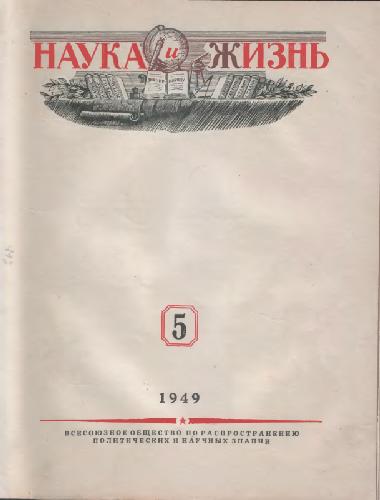 НАУКА и ЖИЗНЬ
5
1949
ВСЕСОЮЗНОЕ ОБЩЕСТВО ПО РАСПРОСТРАНЕНИЮ
ПОЛИТИЧЕСКИХ И НАУЧНЫХ ЗНАНИЙ